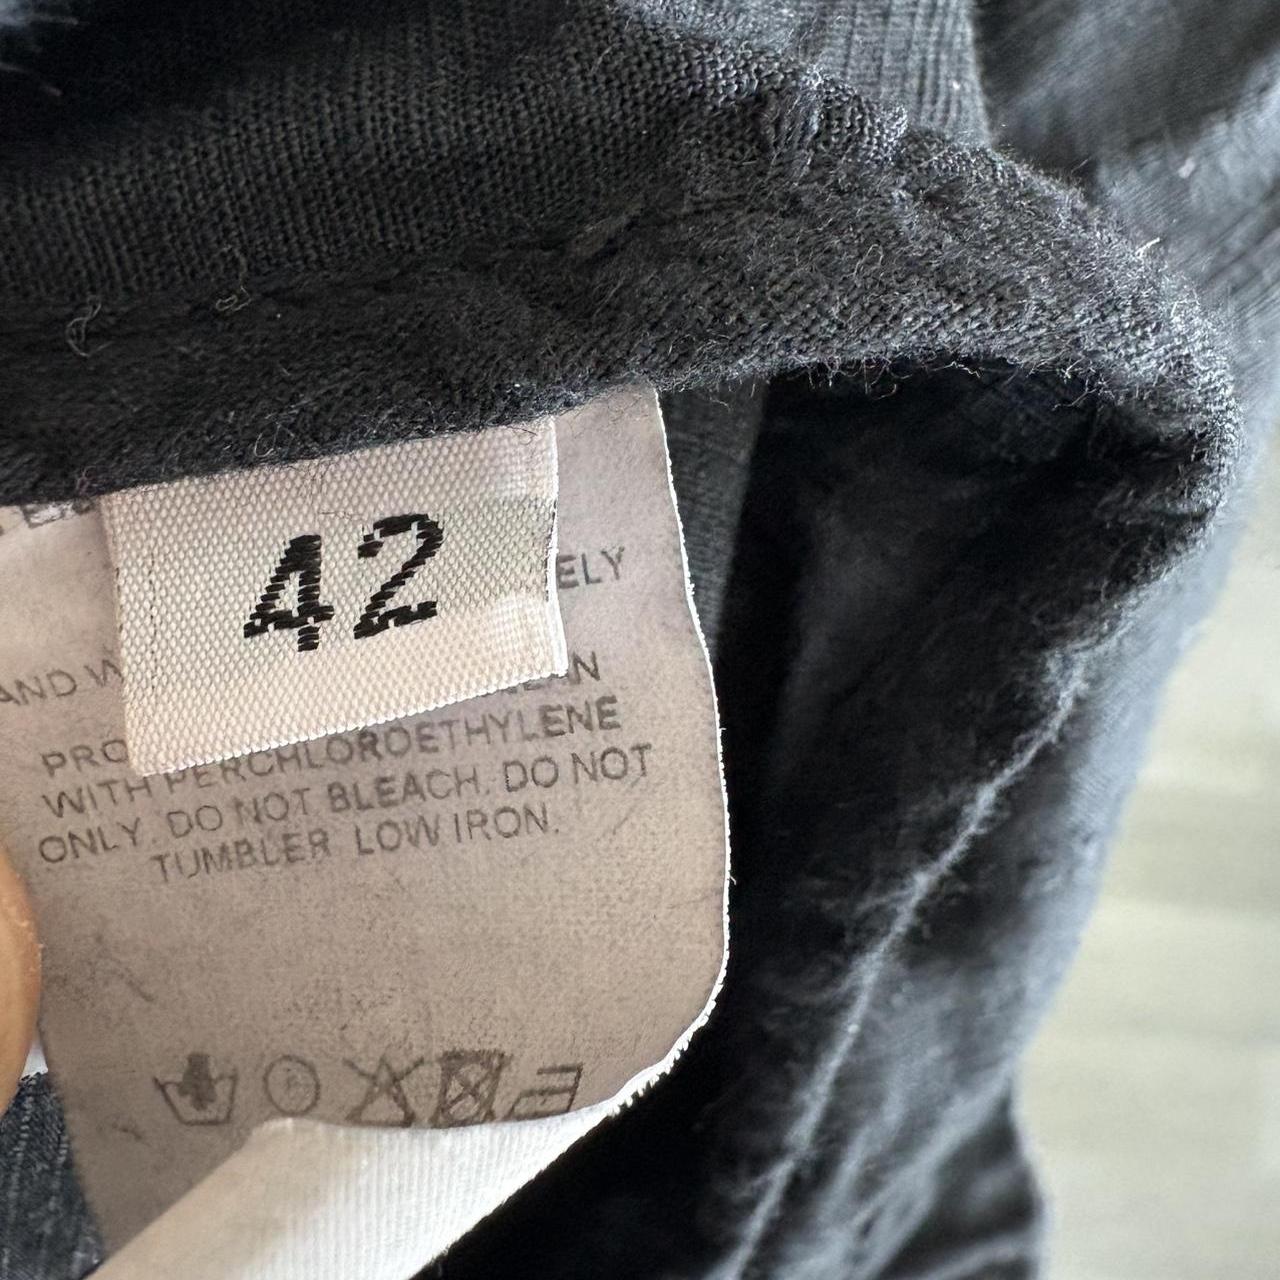 42
ELY
AND W
PRO
WITH PERCHLOROETHYLENE
ONLY. DO NOT BLEACH. DO NOT
TUMBLER LOW IRON.